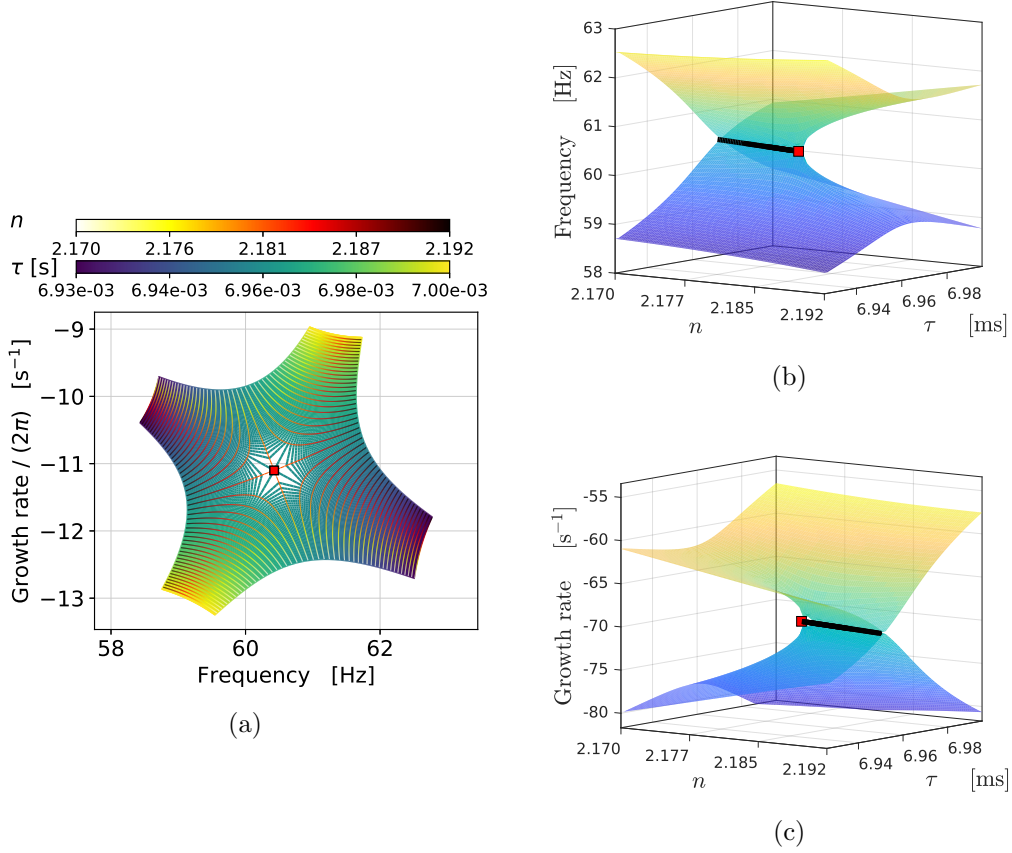 n
2.170 2.176 2.181 2.187 2.192
τ [s]
6.93e-03 6.94e-03 6.96e-03 6.98e-03 7.00e-03
Growth rate / (2π) [s⁻¹]
−9
−10
−11
−12
−13
58 60 62
Frequency [Hz]
(a)
Frequency [Hz]
63
62
61
60
59
58
2.170 2.177 2.185 2.192
n
6.94 6.96 6.98
τ [ms]
(b)
Growth rate [s⁻¹]
-55
-60
-65
-70
-75
-80
2.170 2.177 2.185 2.192
n
6.94 6.96 6.98
τ [ms]
(c)